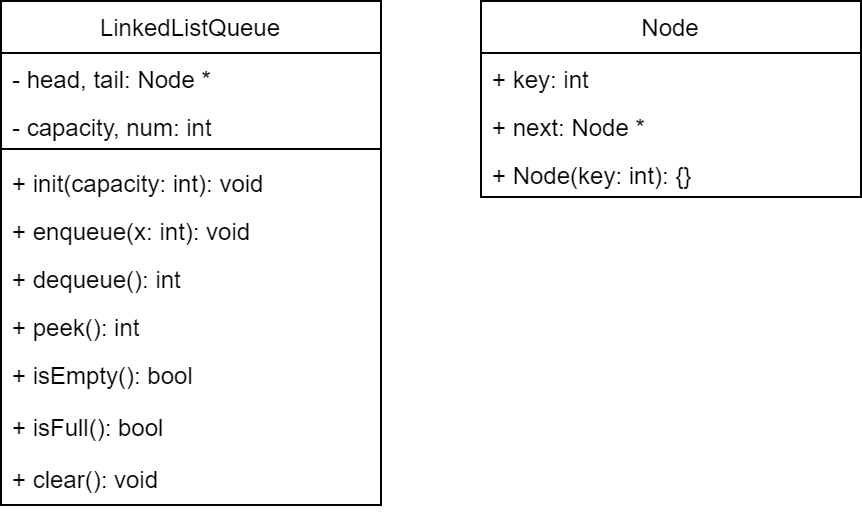 LinkedListQueue
- head, tail: Node *
- capacity, num: int
+ init(capacity: int): void
+ enqueue(x: int): void
+ dequeue(): int
+ peek(): int
+ isEmpty(): bool
+ isFull(): bool
+ clear(): void
Node
+ key: int
+ next: Node *
+ Node(key: int): {}